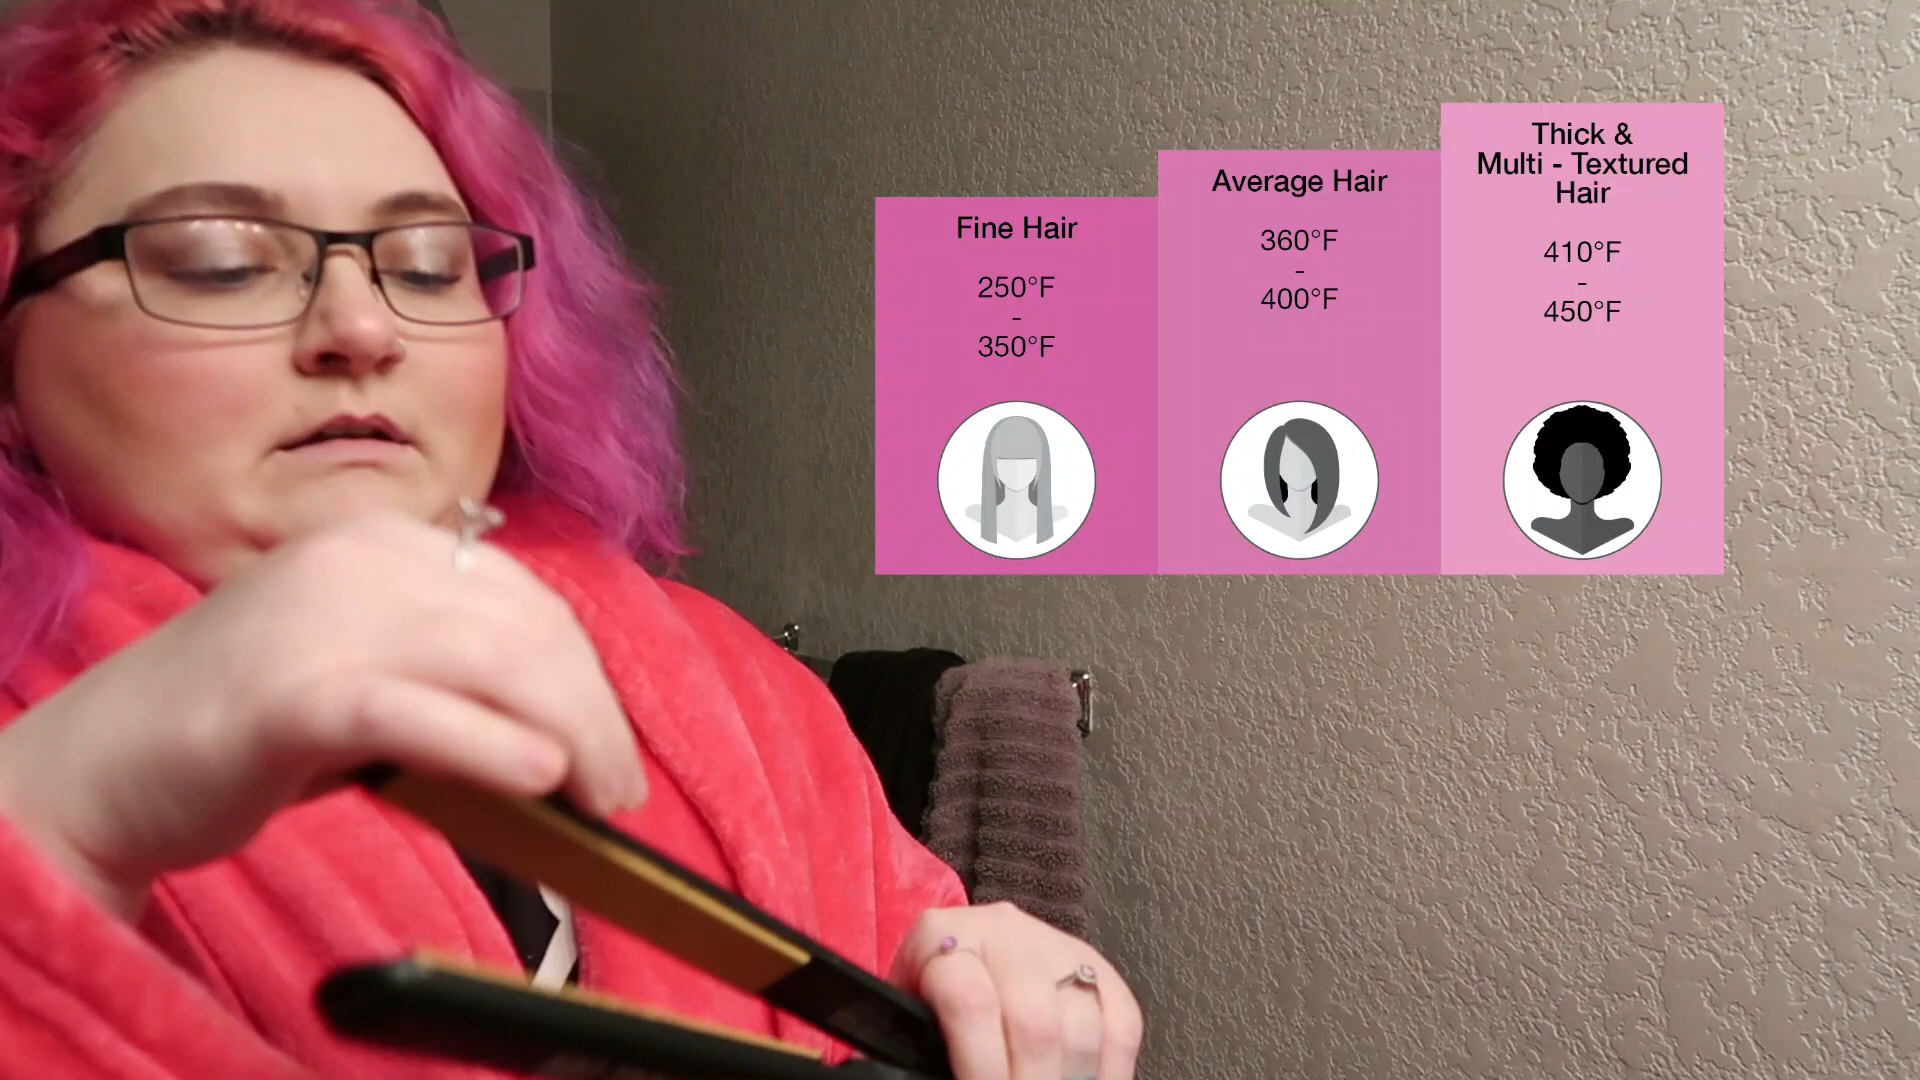 Fine Hair
250°F
-
350°F
Average Hair
360°F
-
400°F
Thick &
Multi - Textured
Hair
410°F
-
450°F